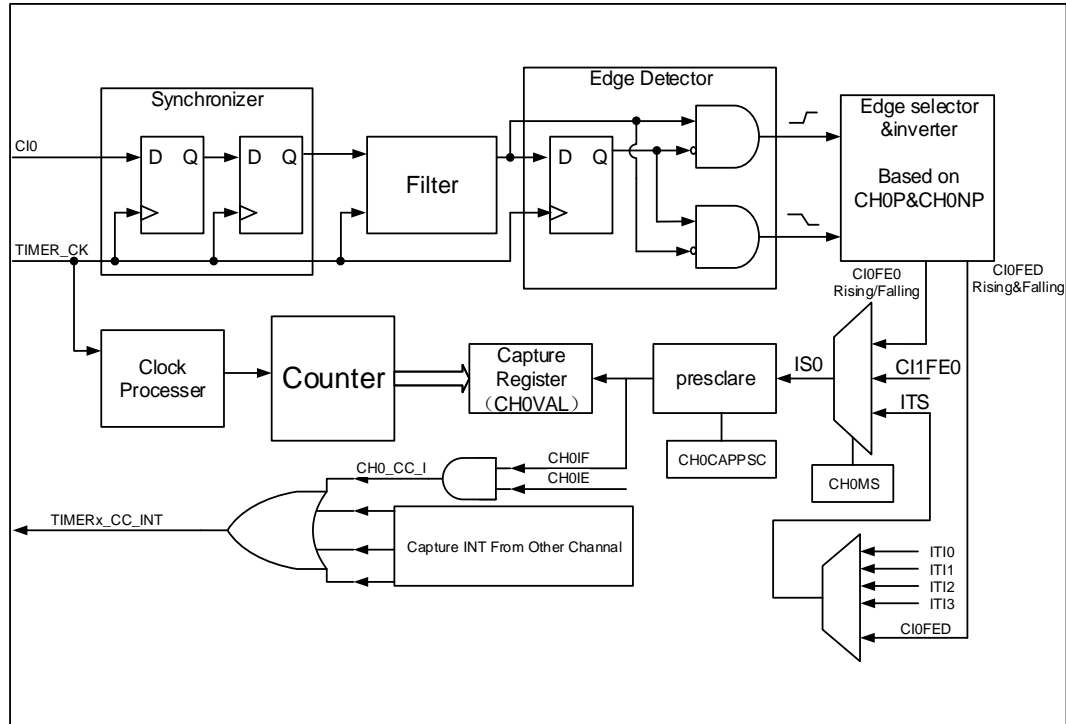 Edge Detector
Synchronizer
Edge selector
&inverter
Based on
CH0P&CH0NP
CI0
D Q
D Q
Filter
D Q
TIMER_CK
CI0FE0
Rising/Falling
CI0FED
Rising&Falling
Clock
Processer
Counter
Capture
Register
（CH0VAL）
presclare
IS0
CI1FE0
ITS
CH0CAPPSC
CH0MS
CH0_CC_I
CH0IF
CH0IE
TIMERx_CC_INT
Capture INT From Other Channal
ITI0
ITI1
ITI2
ITI3
CI0FED